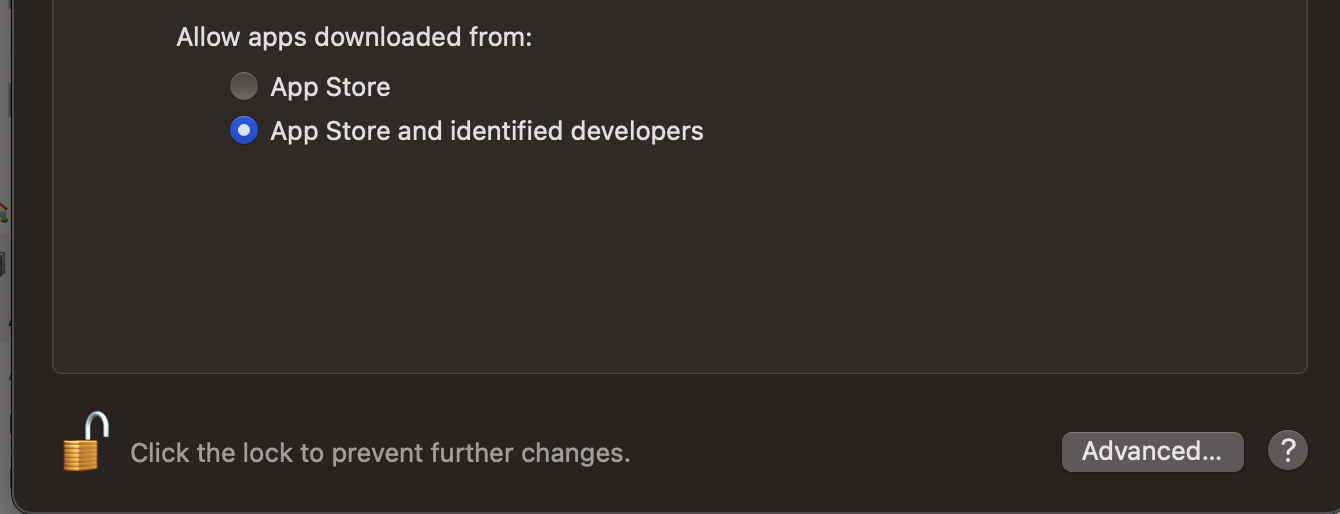 Allow apps downloaded from:
App Store
App Store and identified developers
Click the lock to prevent further changes.
Advanced...
?